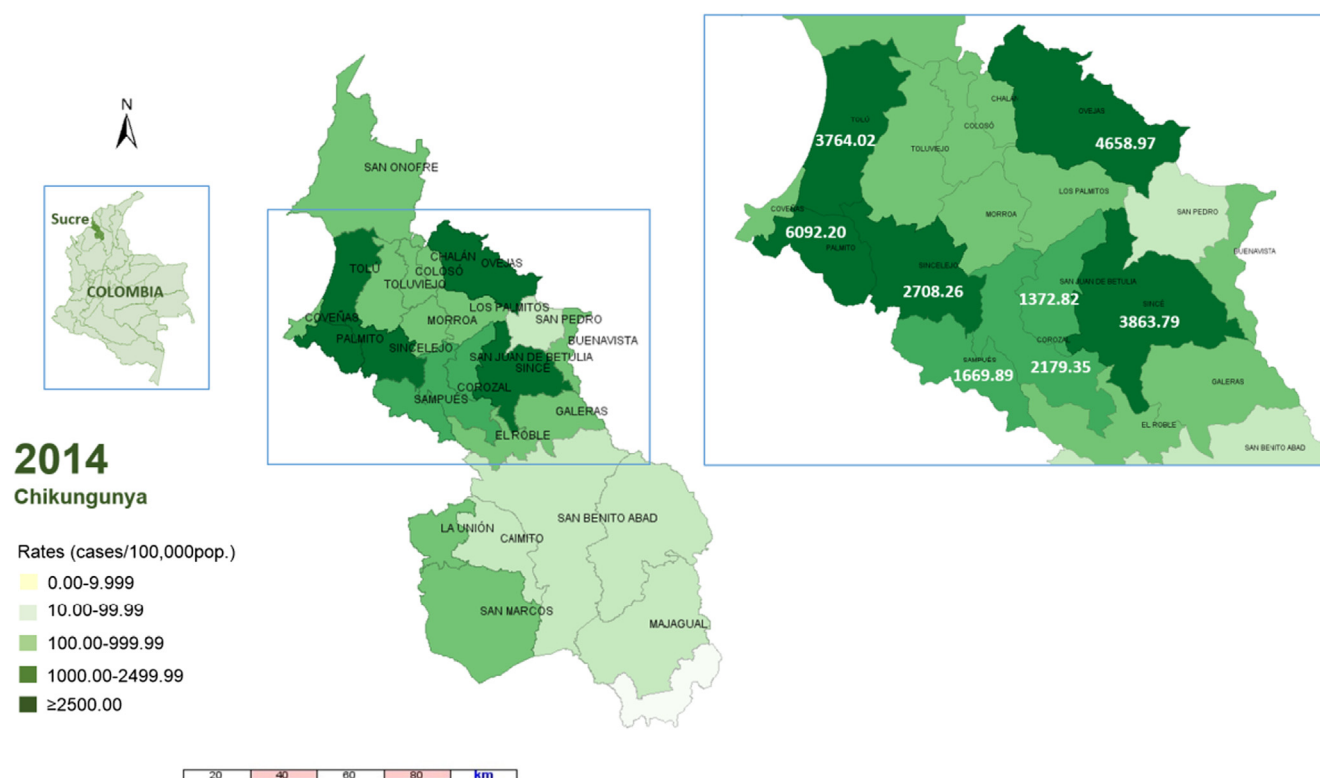 N
Sucre
COLOMBIA
2014
Chikungunya
Rates (cases/100,000pop.)
0.00-9.999
10.00-99.99
100.00-999.99
1000.00-2499.99
≥2500.00
SAN ONOFRE
TOLÚ
CHALÁN
OVEJAS
COLOSÓ
TOLUVIEJO
COVEÑAS
MORROA
LOS PALMITOS
SAN PEDRO
PALMITO
SINCELEJO
BUENAVISTA
SAN JUAN DE BETULIA
SINCÉ
COROZAL
SAMPUÉS
GALERAS
EL ROBLE
LA UNIÓN
CAIMITO
SAN BENITO ABAD
SAN MARCOS
MAJAGUAL
20 40 60 80 km
CHALÁN
OVEJAS
TOLÚ
3764.02
COLOSÓ
4658.97
TOLUVIEJO
LOS PALMITOS
COVEÑAS
MORROA
SAN PEDRO
6092.20
PALMITO
BUENAVISTA
SINCELEJO
2708.26
SAN JUAN DE BETULIA
1372.82
SINCÉ
3863.79
COROZAL
2179.35
SAMPUÉS
1669.89
GALERAS
EL ROBLE
SAN BENITO ABAD